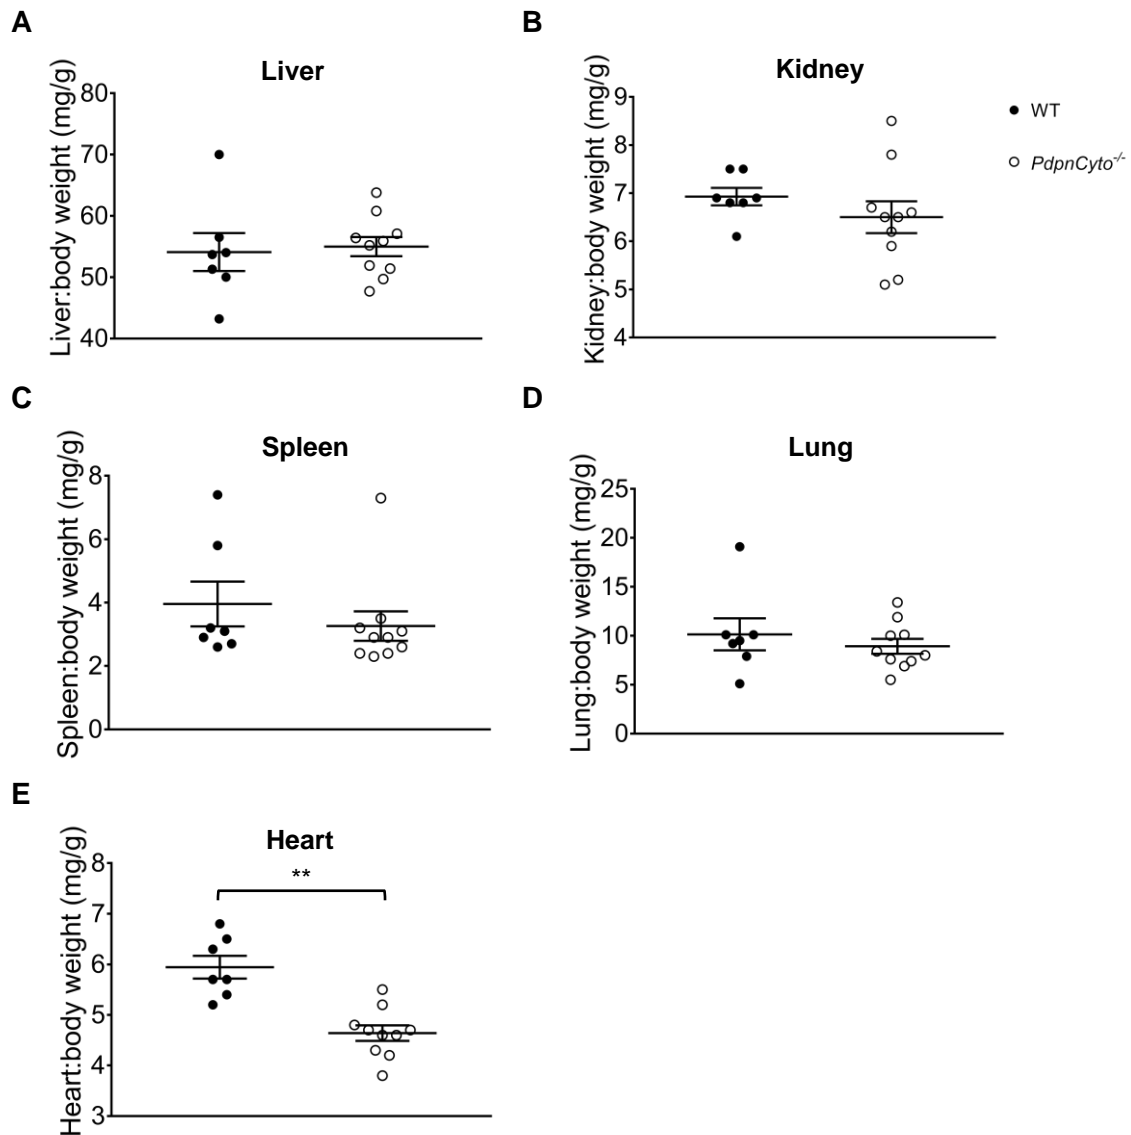 A
Liver
Liver:body weight (mg/g)
80
70
60
50
40
B
Kidney
Kidney:body weight (mg/g)
9
8
7
6
5
4
WT
PdpnCyto-/-
C
Spleen
Spleen:body weight (mg/g)
8
6
4
2
0
D
Lung
Lung:body weight (mg/g)
25
20
15
10
5
0
E
Heart
Heart:body weight (mg/g)
8
7
6
5
4
3
**